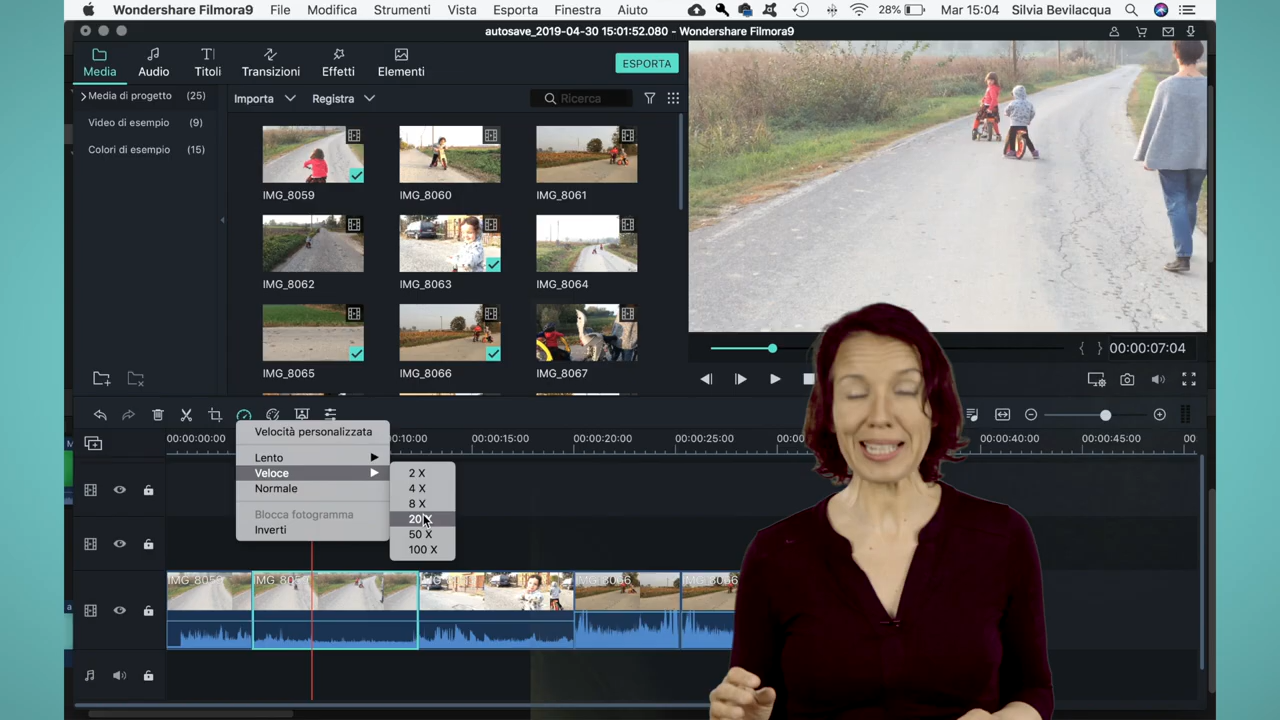 Wondershare Filmora9 File Modifica Strumenti Vista Esporta Finestra Aiuto 28% Mar 15:04 Silvia Bevilacqua
autosave_2019-04-30 15:01:52.080 - Wondershare Filmora9
Media Audio Titoli Transizioni Effetti Elementi ESPORTA
Media di progetto (25)
Video di esempio (9)
Colori di esempio (15)
Importa Registra Ricerca
IMG_8059 IMG_8060 IMG_8061
IMG_8062 IMG_8063 IMG_8064
IMG_8065 IMG_8066 IMG_8067
{ } 00:00:07:04
00:00:00:00 00:00:15:00 00:00:20:00 00:00:25:00 00:00:40:00
Velocità personalizzata
Lento
Veloce
Normale
Blocca fotogramma
Inverti
2 X
4 X
8 X
20 X
50 X
100 X